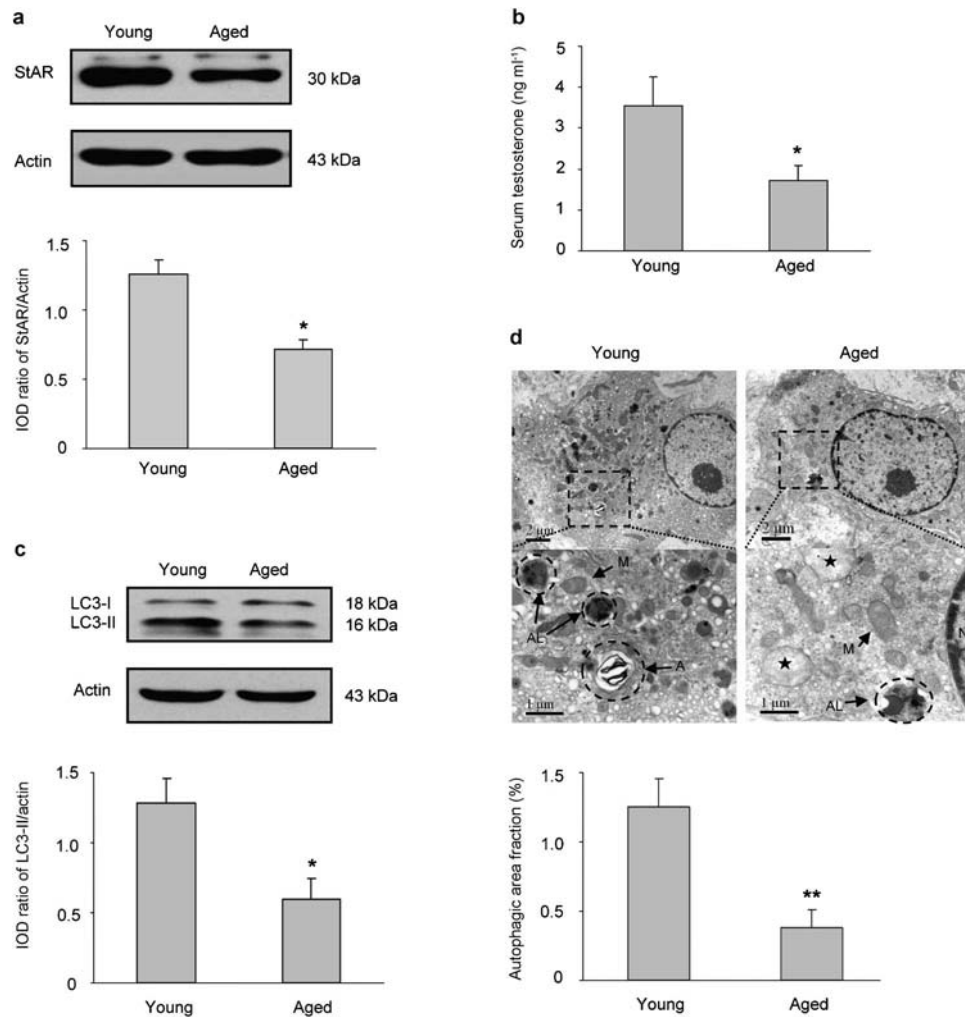 a
Young Aged
StAR 30 kDa
Actin 43 kDa
IOD ratio of StAR/Actin
1.5
1.0
0.5
0
Young Aged
*
b
Serum testosterone (ng ml-1)
5
4
3
2
1
0
Young Aged
*
c
Young Aged
LC3-I 18 kDa
LC3-II 16 kDa
Actin 43 kDa
IOD ratio of LC3-II/actin
1.5
1.0
0.5
0
Young Aged
*
d
Young Aged
2 µm
2 µm
M
AL
A
1 µm
M
N
AL
1 µm
Autophagic area fraction (%)
1.5
1.0
0.5
0
Young Aged
**